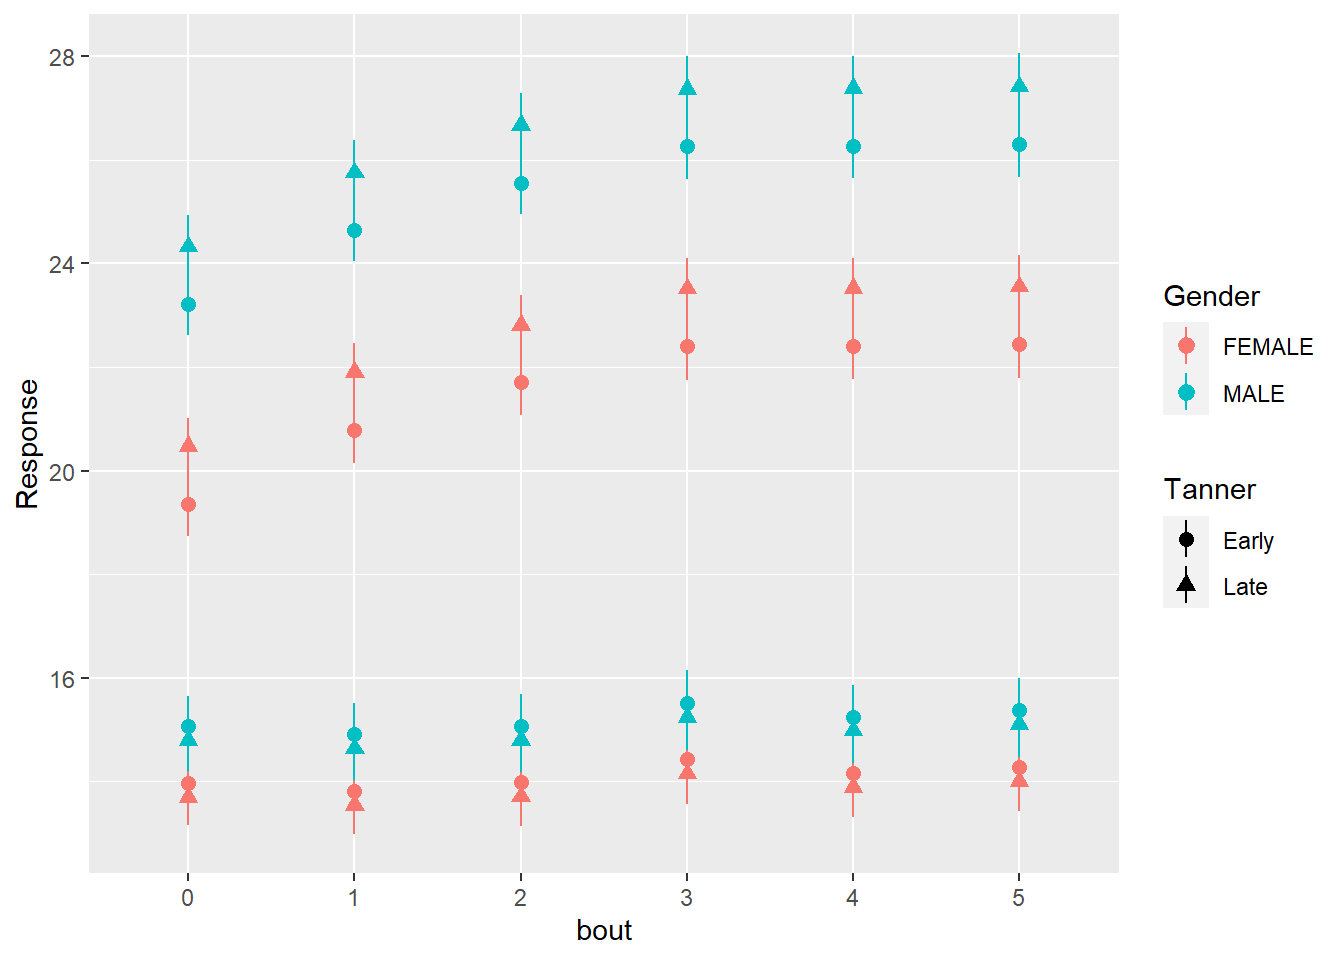 28
24
20
16
Response
0 1 2 3 4 5
bout
Gender
FEMALE
MALE
Tanner
Early
Late